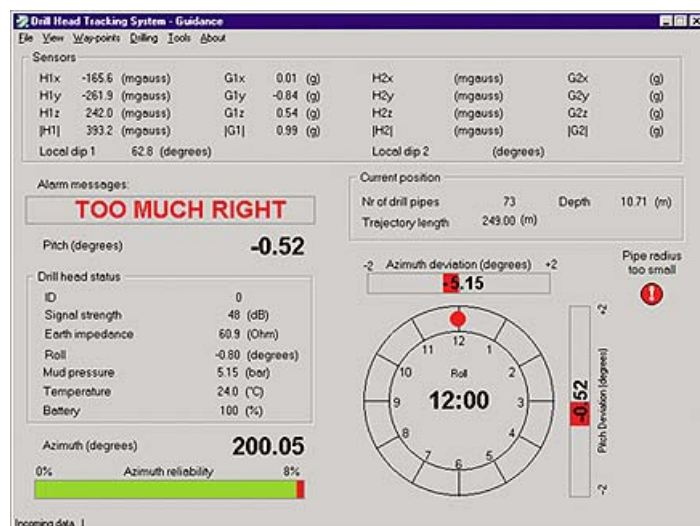 Drill Head Tracking System - Guidance
File View Way-points Drilling Tools About
Sensors
H1x -165.6 (mgauss) G1x 0.01 (g) H2x (mgauss) G2x (g)
H1y -261.9 (mgauss) G1y -0.84 (g) H2y (mgauss) G2y (g)
H1z 242.0 (mgauss) G1z 0.54 (g) H2z (mgauss) G2z (g)
|H1| 393.2 (mgauss) |G1| 0.99 (g) |H2| (mgauss) |G2| (g)
Local dip 1 62.8 (degrees) Local dip 2 (degrees)
Alarm messages:
TOO MUCH RIGHT
Pitch (degrees) -0.52
Current position
Nr of drill pipes 73 Depth 10.71 (m)
Trajectory length 249.00 (m)
Drill head status
ID 0
Signal strength 48 (dB)
Earth impedance 60.9 (Ohm)
Roll -0.80 (degrees)
Mud pressure 5.15 (bar)
Temperature 24.0 (°C)
Battery 100 (%)
Azimuth (degrees) 200.05
0% Azimuth reliability 8%
-2 Azimuth deviation (degrees) +2
-5.15
Pipe radius
too small
!
12
1
2
3
4
5
6
7
8
9
10
11
Roll
12:00
+2
Pitch Deviation (degrees)
-2
-0.52
Incoming data